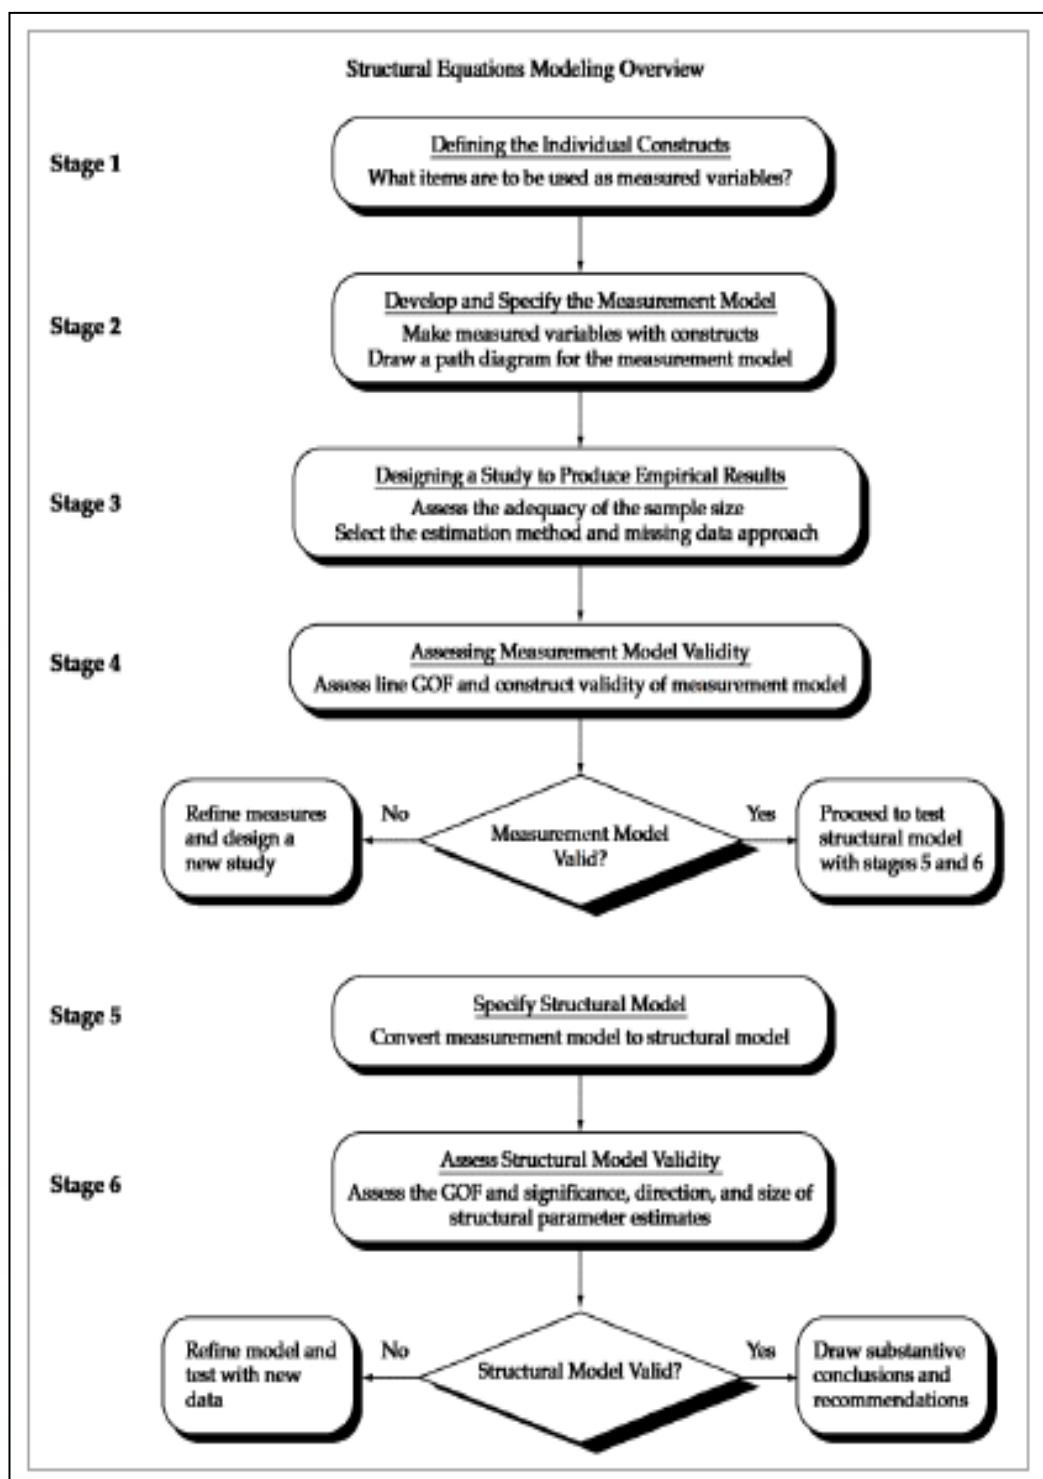 Structural Equations Modeling Overview
Stage 1
Defining the Individual Constructs
What items are to be used as measured variables?
Stage 2
Develop and Specify the Measurement Model
Make measured variables with constructs
Draw a path diagram for the measurement model
Stage 3
Designing a Study to Produce Empirical Results
Assess the adequacy of the sample size
Select the estimation method and missing data approach
Stage 4
Assessing Measurement Model Validity
Assess line GOF and construct validity of measurement model
Refine measures
and design a
new study
No
Measurement Model
Valid?
Yes
Proceed to test
structural model
with stages 5 and 6
Stage 5
Specify Structural Model
Convert measurement model to structural model
Stage 6
Assess Structural Model Validity
Assess the GOF and significance, direction, and size of
structural parameter estimates
Refine model and
test with new
data
No
Structural Model Valid?
Yes
Draw substantive
conclusions and
recommendations